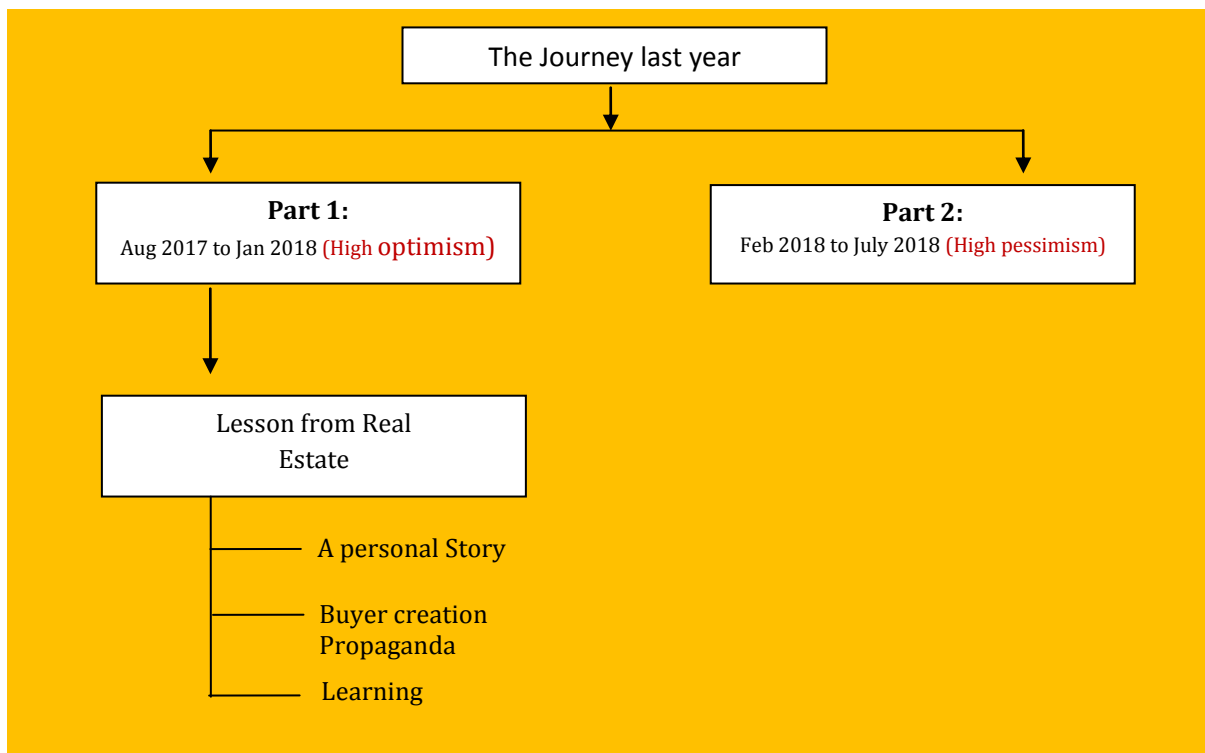 The Journey last year
Part 1:
Aug 2017 to Jan 2018 (High optimism)
Part 2:
Feb 2018 to July 2018 (High pessimism)
Lesson from Real
Estate
A personal Story
Buyer creation
Propaganda
Learning